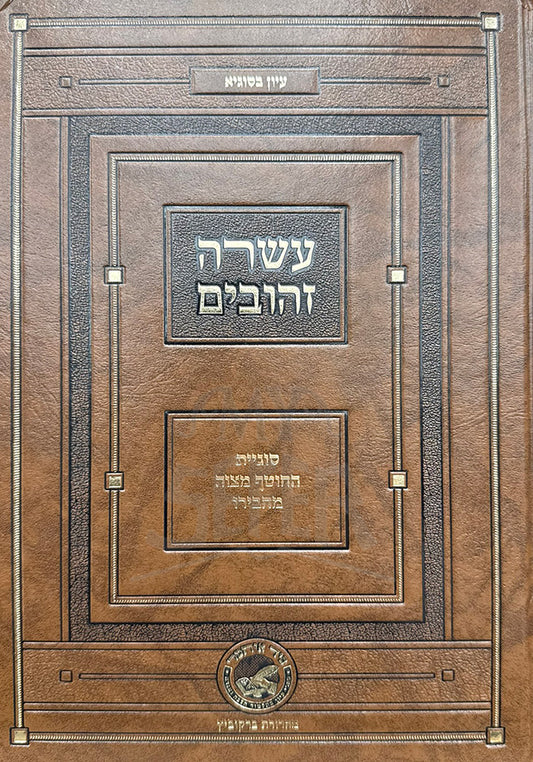 עיון בסוגיא
עשרה
זהובים
סוגיית
החוטף מצוה
מחבירו
מהדורת ברקוביץ